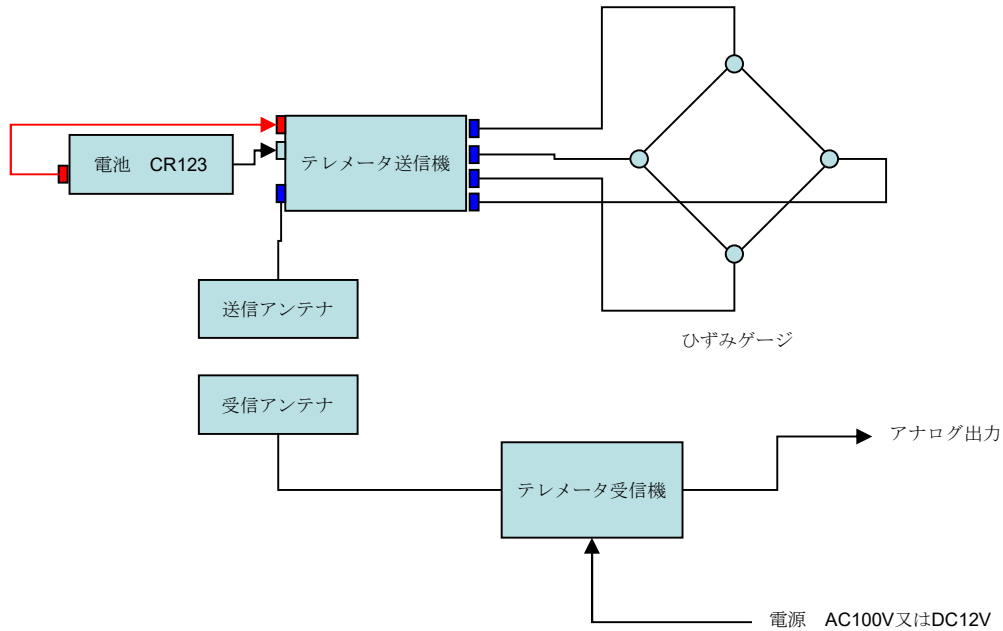 電池 CR123
テレメータ送信機
送信アンテナ
ひずみゲージ
受信アンテナ
アナログ出力
テレメータ受信機
電源 AC100V又はDC12V